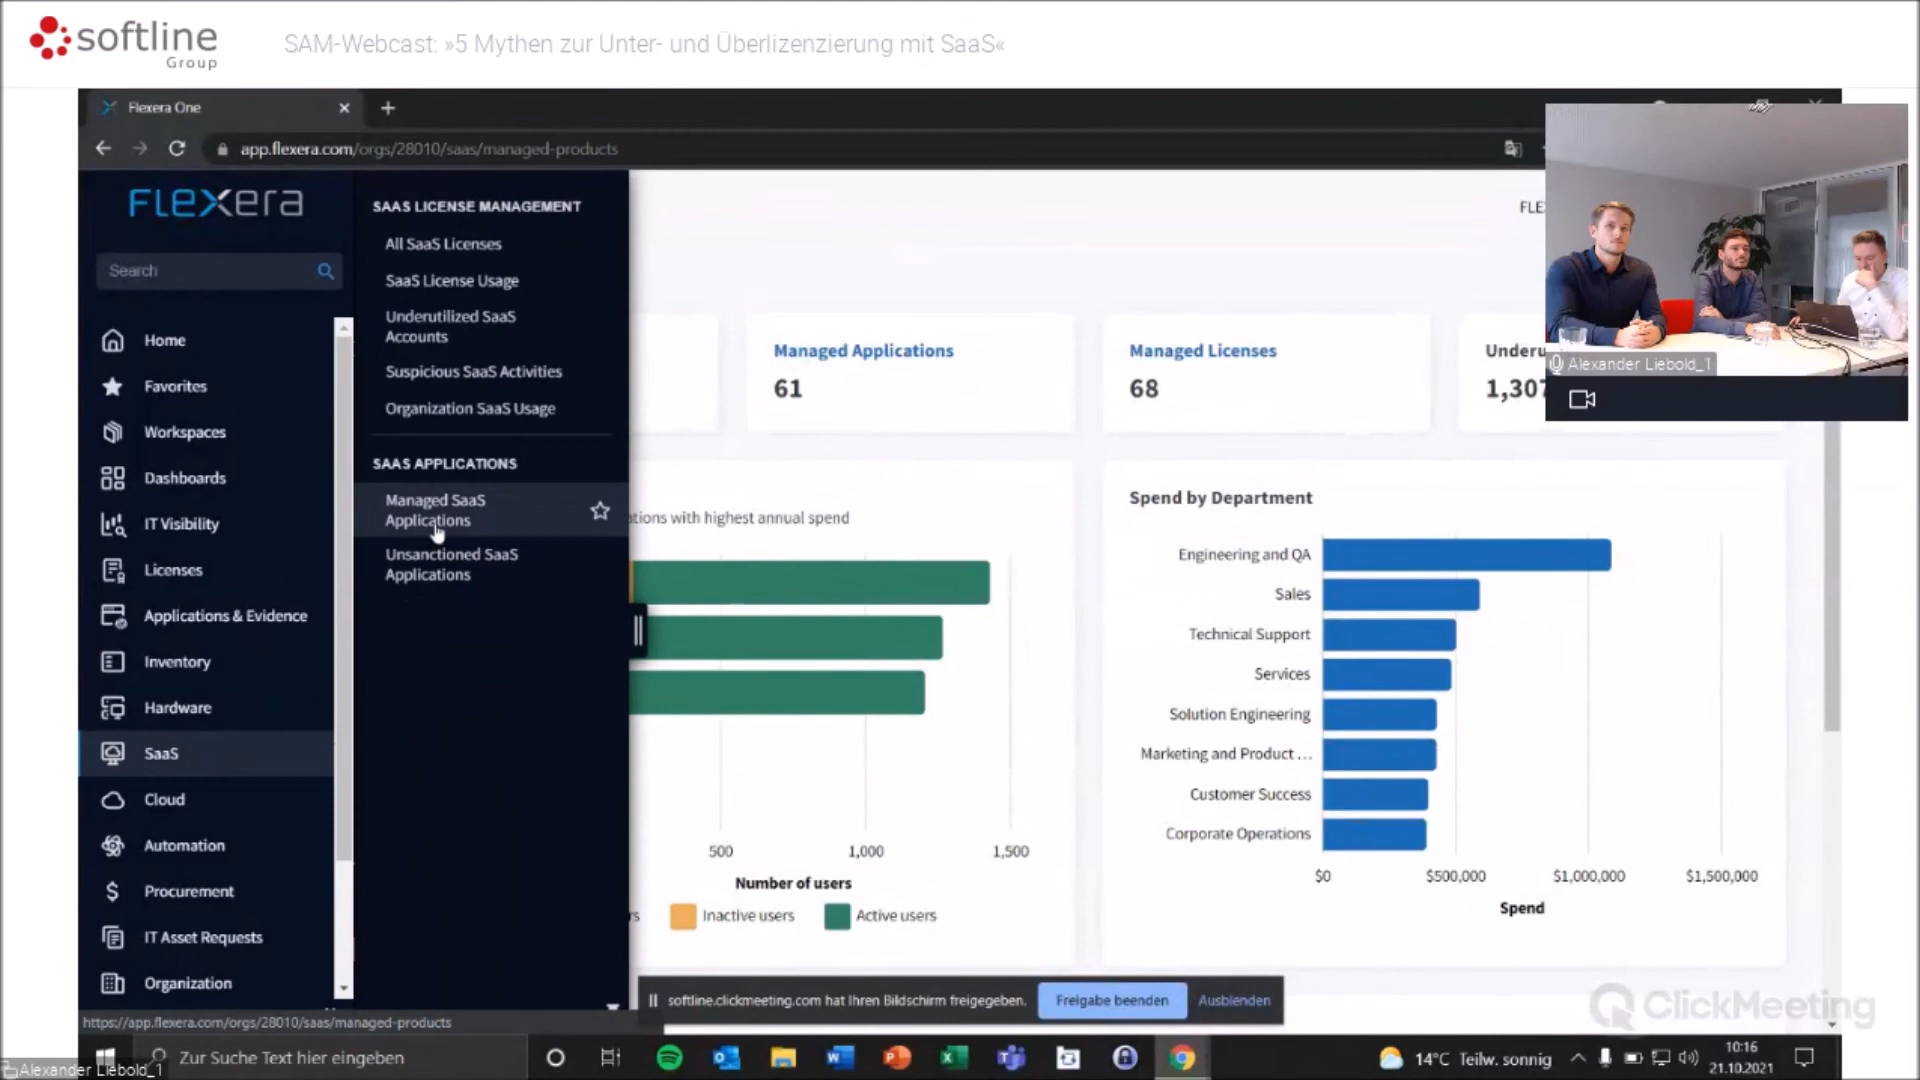 softline
Group
SAM-Webcast: »5 Mythen zur Unter- und Überlizenzierung mit SaaS«
Flexera One
app.flexera.com/orgs/28010/saas/managed-products
FLEXera
Search
Home
Favorites
Workspaces
Dashboards
IT Visibility
Licenses
Applications & Evidence
Inventory
Hardware
SaaS
Cloud
Automation
Procurement
IT Asset Requests
Organization
SAAS LICENSE MANAGEMENT
All SaaS Licenses
SaaS License Usage
Underutilized SaaS
Accounts
Suspicious SaaS Activities
Organization SaaS Usage
SAAS APPLICATIONS
Managed SaaS
Applications
Unsanctioned SaaS
Applications
FLE
Managed Applications
61
Managed Licenses
68
Underu
1,307
Alexander Liebold_1
ations with highest annual spend
500
1,000
1,500
Number of users
rs
Inactive users
Active users
Spend by Department
Engineering and QA
Sales
Technical Support
Services
Solution Engineering
Marketing and Product ...
Customer Success
Corporate Operations
$0
$500,000
$1,000,000
$1,500,000
Spend
softline.clickmeeting.com hat Ihren Bildschirm freigegeben.
Freigabe beenden
Ausblenden
ClickMeeting
https://app.flexera.com/orgs/28010/saas/managed-products
Zur Suche Text hier eingeben
Alexander Liebold_1
14°C Teilw. sonnig
10:16
21.10.2021